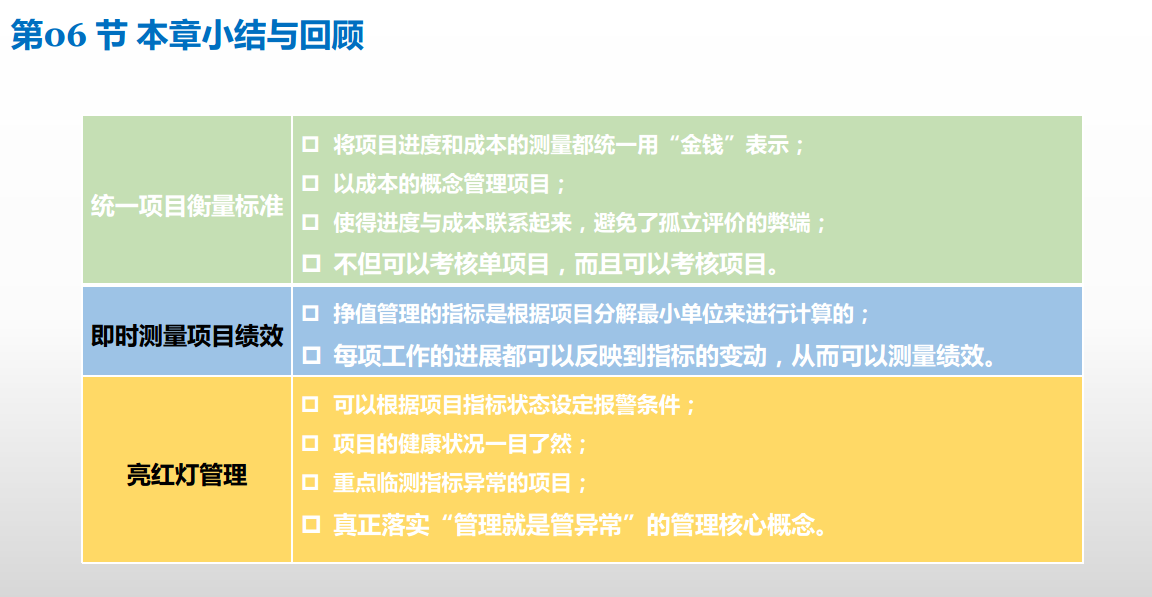 第06 节 本章小结与回顾
统一项目衡量标准
将项目进度和成本的测量都统一用“金钱”表示；
以成本的概念管理项目；
使得进度与成本联系起来，避免了孤立评价的弊端；
不但可以考核单项目，而且可以考核项目。
即时测量项目绩效
挣值管理的指标是根据项目分解最小单位来进行计算的；
每项工作的进展都可以反映到指标的变动，从而可以测量绩效。
亮红灯管理
可以根据项目指标状态设定报警条件；
项目的健康状况一目了然；
重点临测指标异常的项目；
真正落实“管理就是管异常”的管理核心概念。